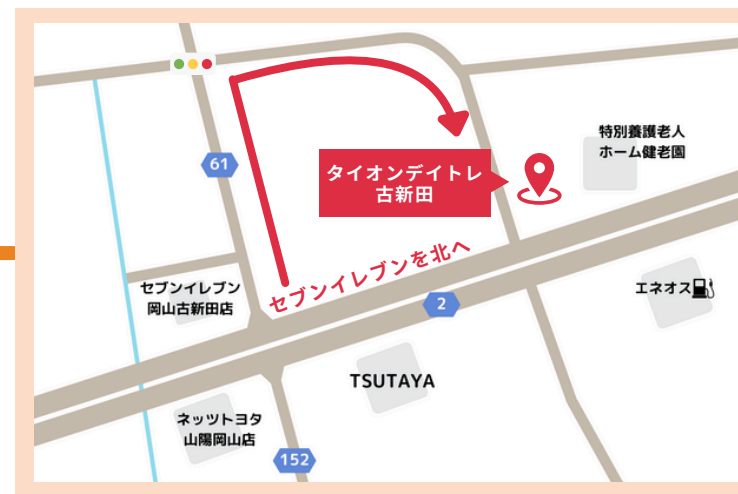 61
特別養護老人
ホーム健老園
タイオンデイトレ
古新田
セブンイレブンを北へ
セブンイレブン
岡山古新田店
エネオス
2
TSUTAYA
ネッツトヨタ
山陽岡山店
152